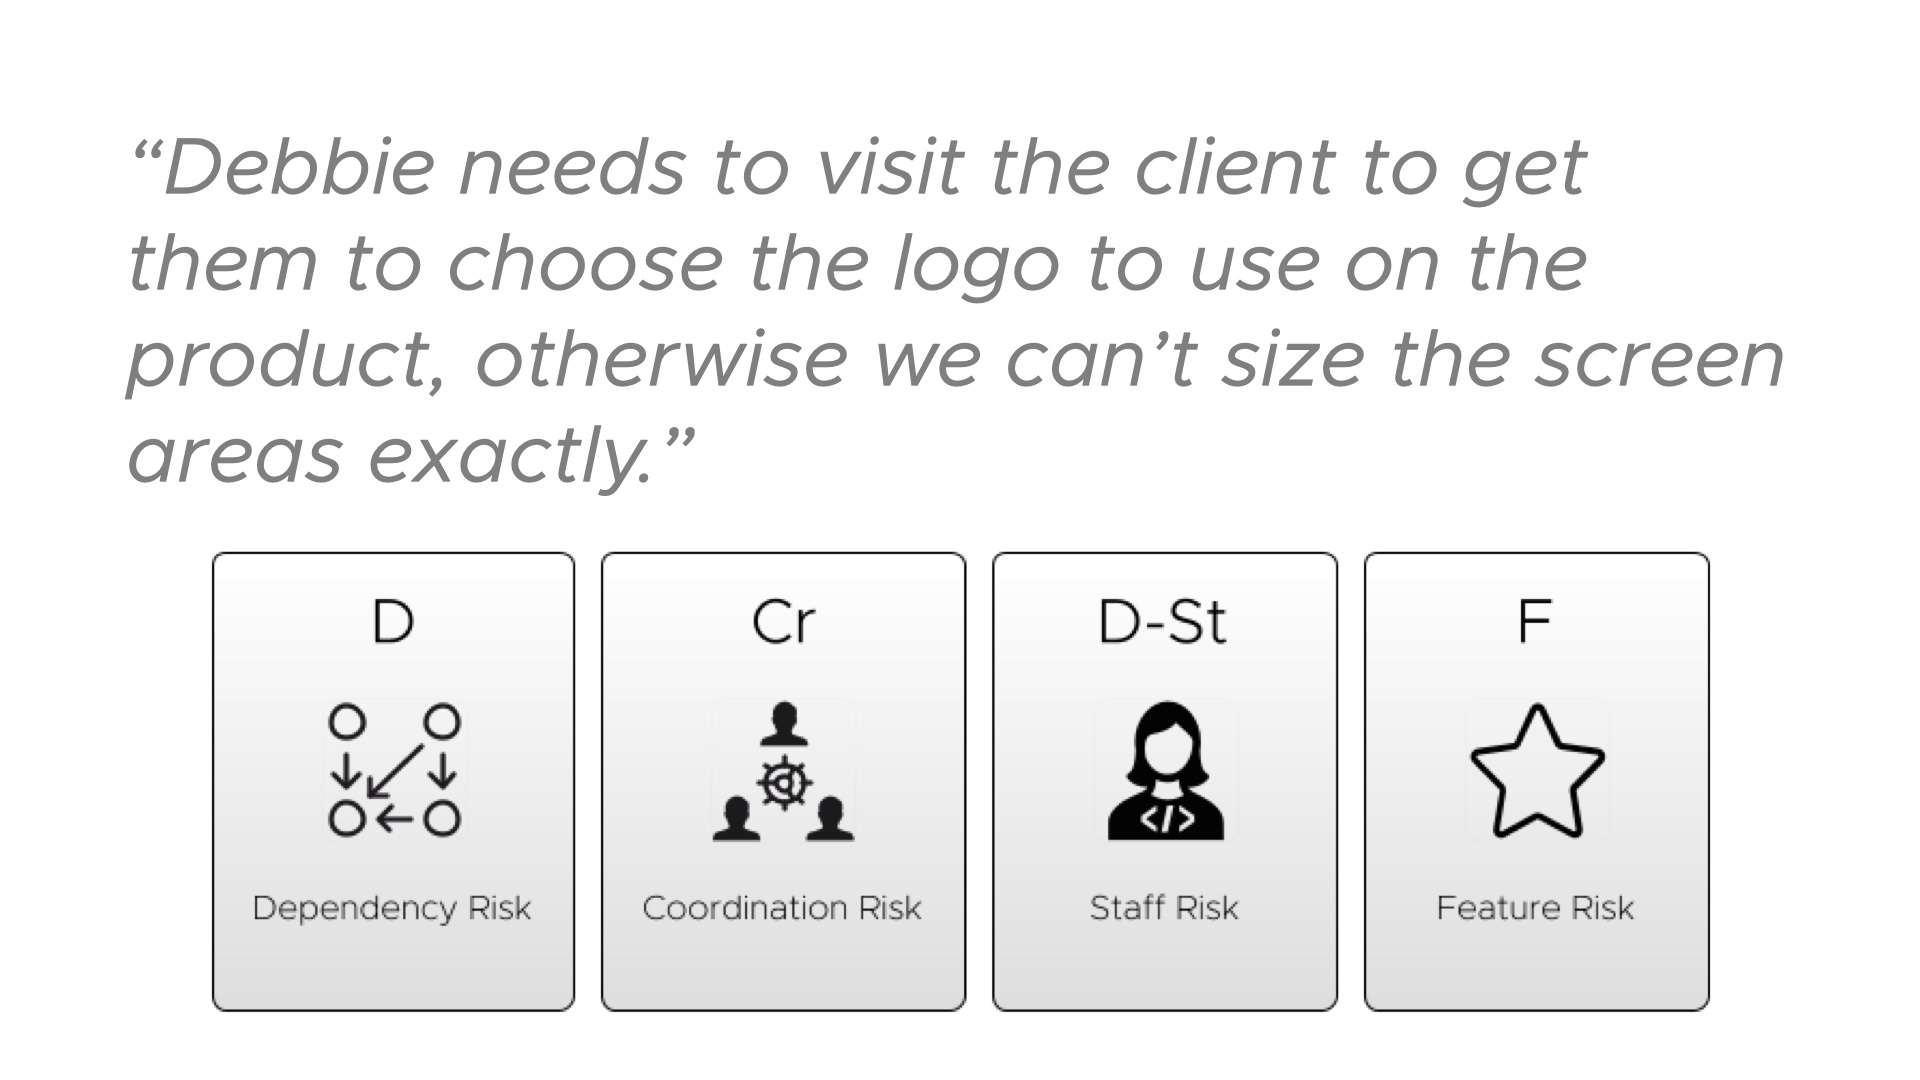 “Debbie needs to visit the client to get
them to choose the logo to use on the
product, otherwise we can’t size the screen
areas exactly.”
D
Cr
D-St
F
</>
Dependency Risk
Coordination Risk
Staff Risk
Feature Risk